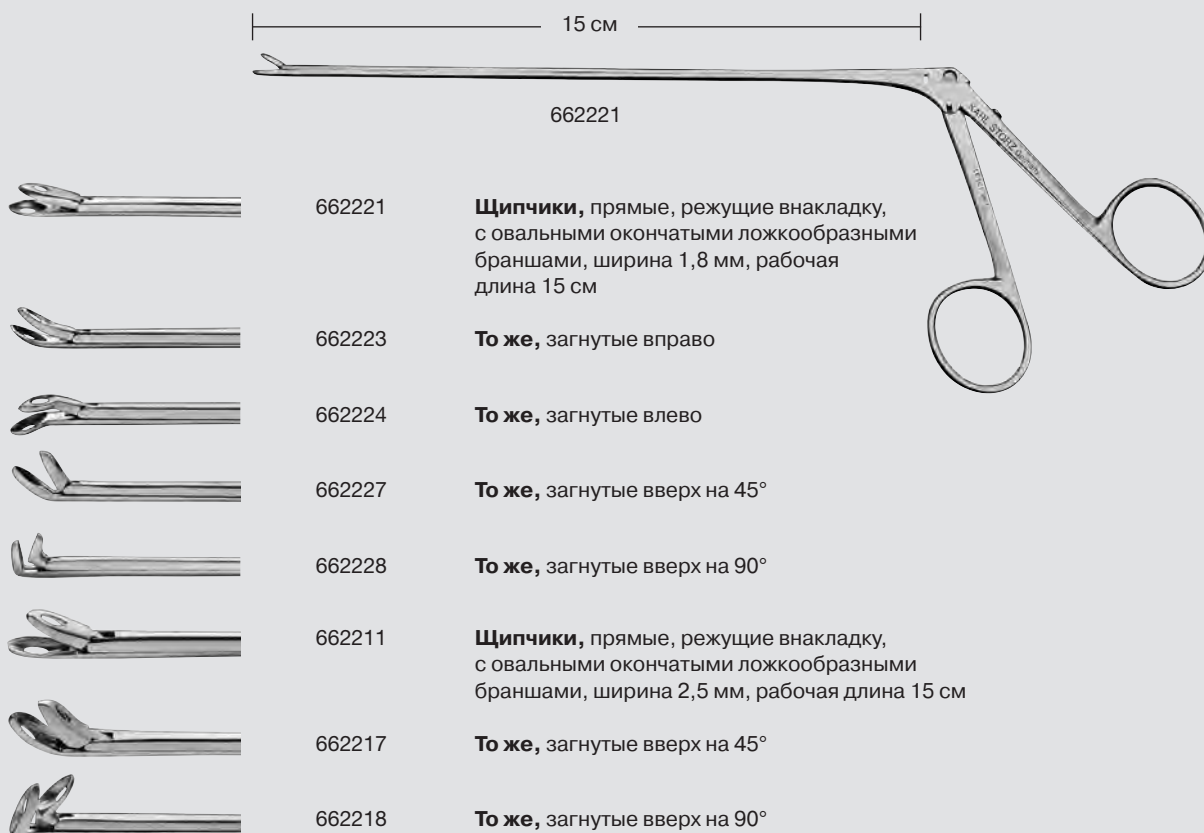 15 см
662221
KARL STORZ
662221 Щипчики, прямые, режущие внакладку,
с овальными окончатыми ложкообразными
браншами, ширина 1,8 мм, рабочая
длина 15 см
662223 То же, загнутые вправо
662224 То же, загнутые влево
662227 То же, загнутые вверх на 45°
662228 То же, загнутые вверх на 90°
662211 Щипчики, прямые, режущие внакладку,
с овальными окончатыми ложкообразными
браншами, ширина 2,5 мм, рабочая длина 15 см
662217 То же, загнутые вверх на 45°
662218 То же, загнутые вверх на 90°